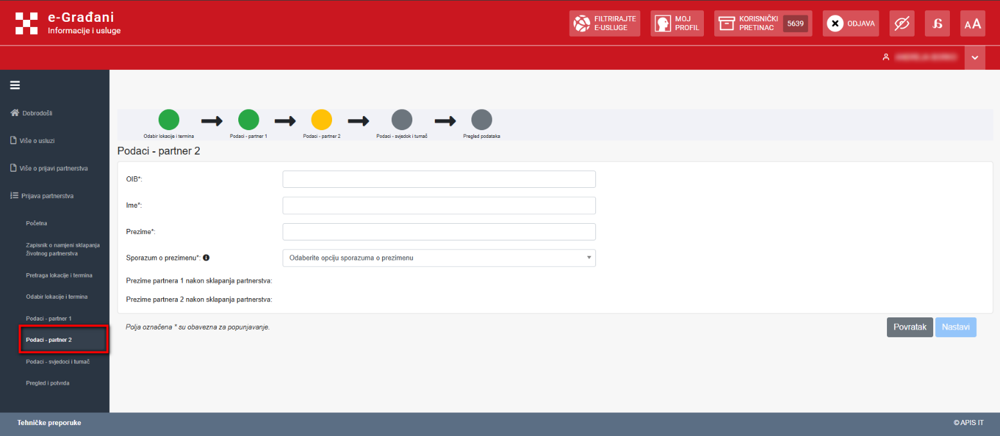 e-Građani
Informacije i usluge
FILTRIRAJTE
E-USLUGE
MOJ
PROFIL
KORISNIČKI
PRETINAC
5639
ODJAVA
AA
Dobrodošli
Više o usluzi
Više o prijavi partnerstva
Prijava partnerstva
Početna
Zapisnik o namjeni sklapanja
životnog partnerstva
Pretraga lokacije i termina
Odabir lokacije i termina
Podaci - partner 1
Podaci - partner 2
Podaci - svjedoci i tumač
Pregled i potvrda
Odabir lokacije i termina
Podaci - partner 1
Podaci - partner 2
Podaci - svjedok i tumač
Pregled podataka
Podaci - partner 2
OIB*:
Ime*:
Prezime*:
Sporazum o prezimenu*:
Odaberite opciju sporazuma o prezimenu
Prezime partnera 1 nakon sklapanja partnerstva:
Prezime partnera 2 nakon sklapanja partnerstva:
Polja označena * su obavezna za popunjavanje.
Povratak
Nastavi
Tehničke preporuke
© APIS IT